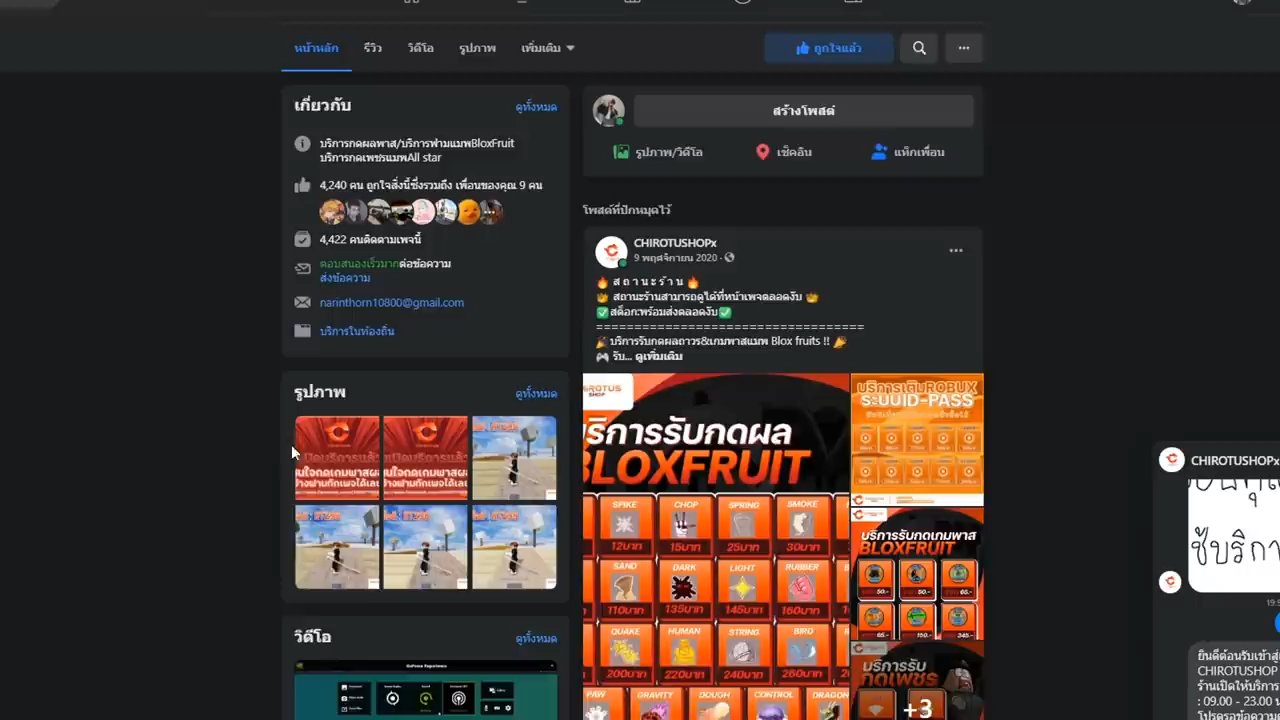 หน้าหลัก
รีวิว
วิดีโอ
รูปภาพ
เพิ่มเติม
ถูกใจแล้ว
เกี่ยวกับ
ดูทั้งหมด
บริการกดผลพาส/บริการฟามแมพBloxFruit
บริการกดเพชรแมพAll star
4,240 คน ถูกใจสิ่งนี้ซึ่งรวมถึง เพื่อนของคุณ 9 คน
4,422 คนติดตามเพจนี้
ตอบสนองเร็วมากต่อข้อความ
ส่งข้อความ
narinthorn10800@gmail.com
บริการในท้องถิ่น
รูปภาพ
ดูทั้งหมด
วิดีโอ
ดูทั้งหมด
สร้างโพสต์
รูปภาพ/วิดีโอ
เช็คอิน
แท็กเพื่อน
โพสต์ที่ปักหมุดไว้
CHIROTUSHOPx
9 พฤศจิกายน 2020
🔥 ส ถ า น ะ ร้ า น 🔥
สถานะร้านสามารถดูได้ที่หน้าเพจตลอดงับ
✅สต็อกะพร้อมส่งตลอดงับ✅
==================================
🎉บริการรับกดผลถาวร&เกมพาสแมพ Blox fruits !! 🎉
🎮 รับ... ดูเพิ่มเติม
SHOP
ริการรับกดผล
BLOXFRUIT
SPIKE
CHOP
SPRING
SMOKE
12บาท
15บาท
25บาท
30บาท
SAND
DARK
LIGHT
RUBBER
110บาท
135บาท
145บาท
160บาท
QUAKE
HUMAN
STRING
BIRD
200บาท
220บาท
240บาท
260บาท
PAW
GRAVITY
DOUGH
CONTROL
DRAGON
บริการเติมROBUX
ระบบUID-PASS
บริการรับกดเกมพาส
BLOXFRUIT
50.-
50.-
65.-
65.-
150.-
345.-
บริการรับ
กดเพชร
+3
CHIROTUSHOPx
ยินดีต้อนรับเข้าสู่
CHIROTUSHOP
ร้านเปิดให้บริการ
: 09.00 - 23.00